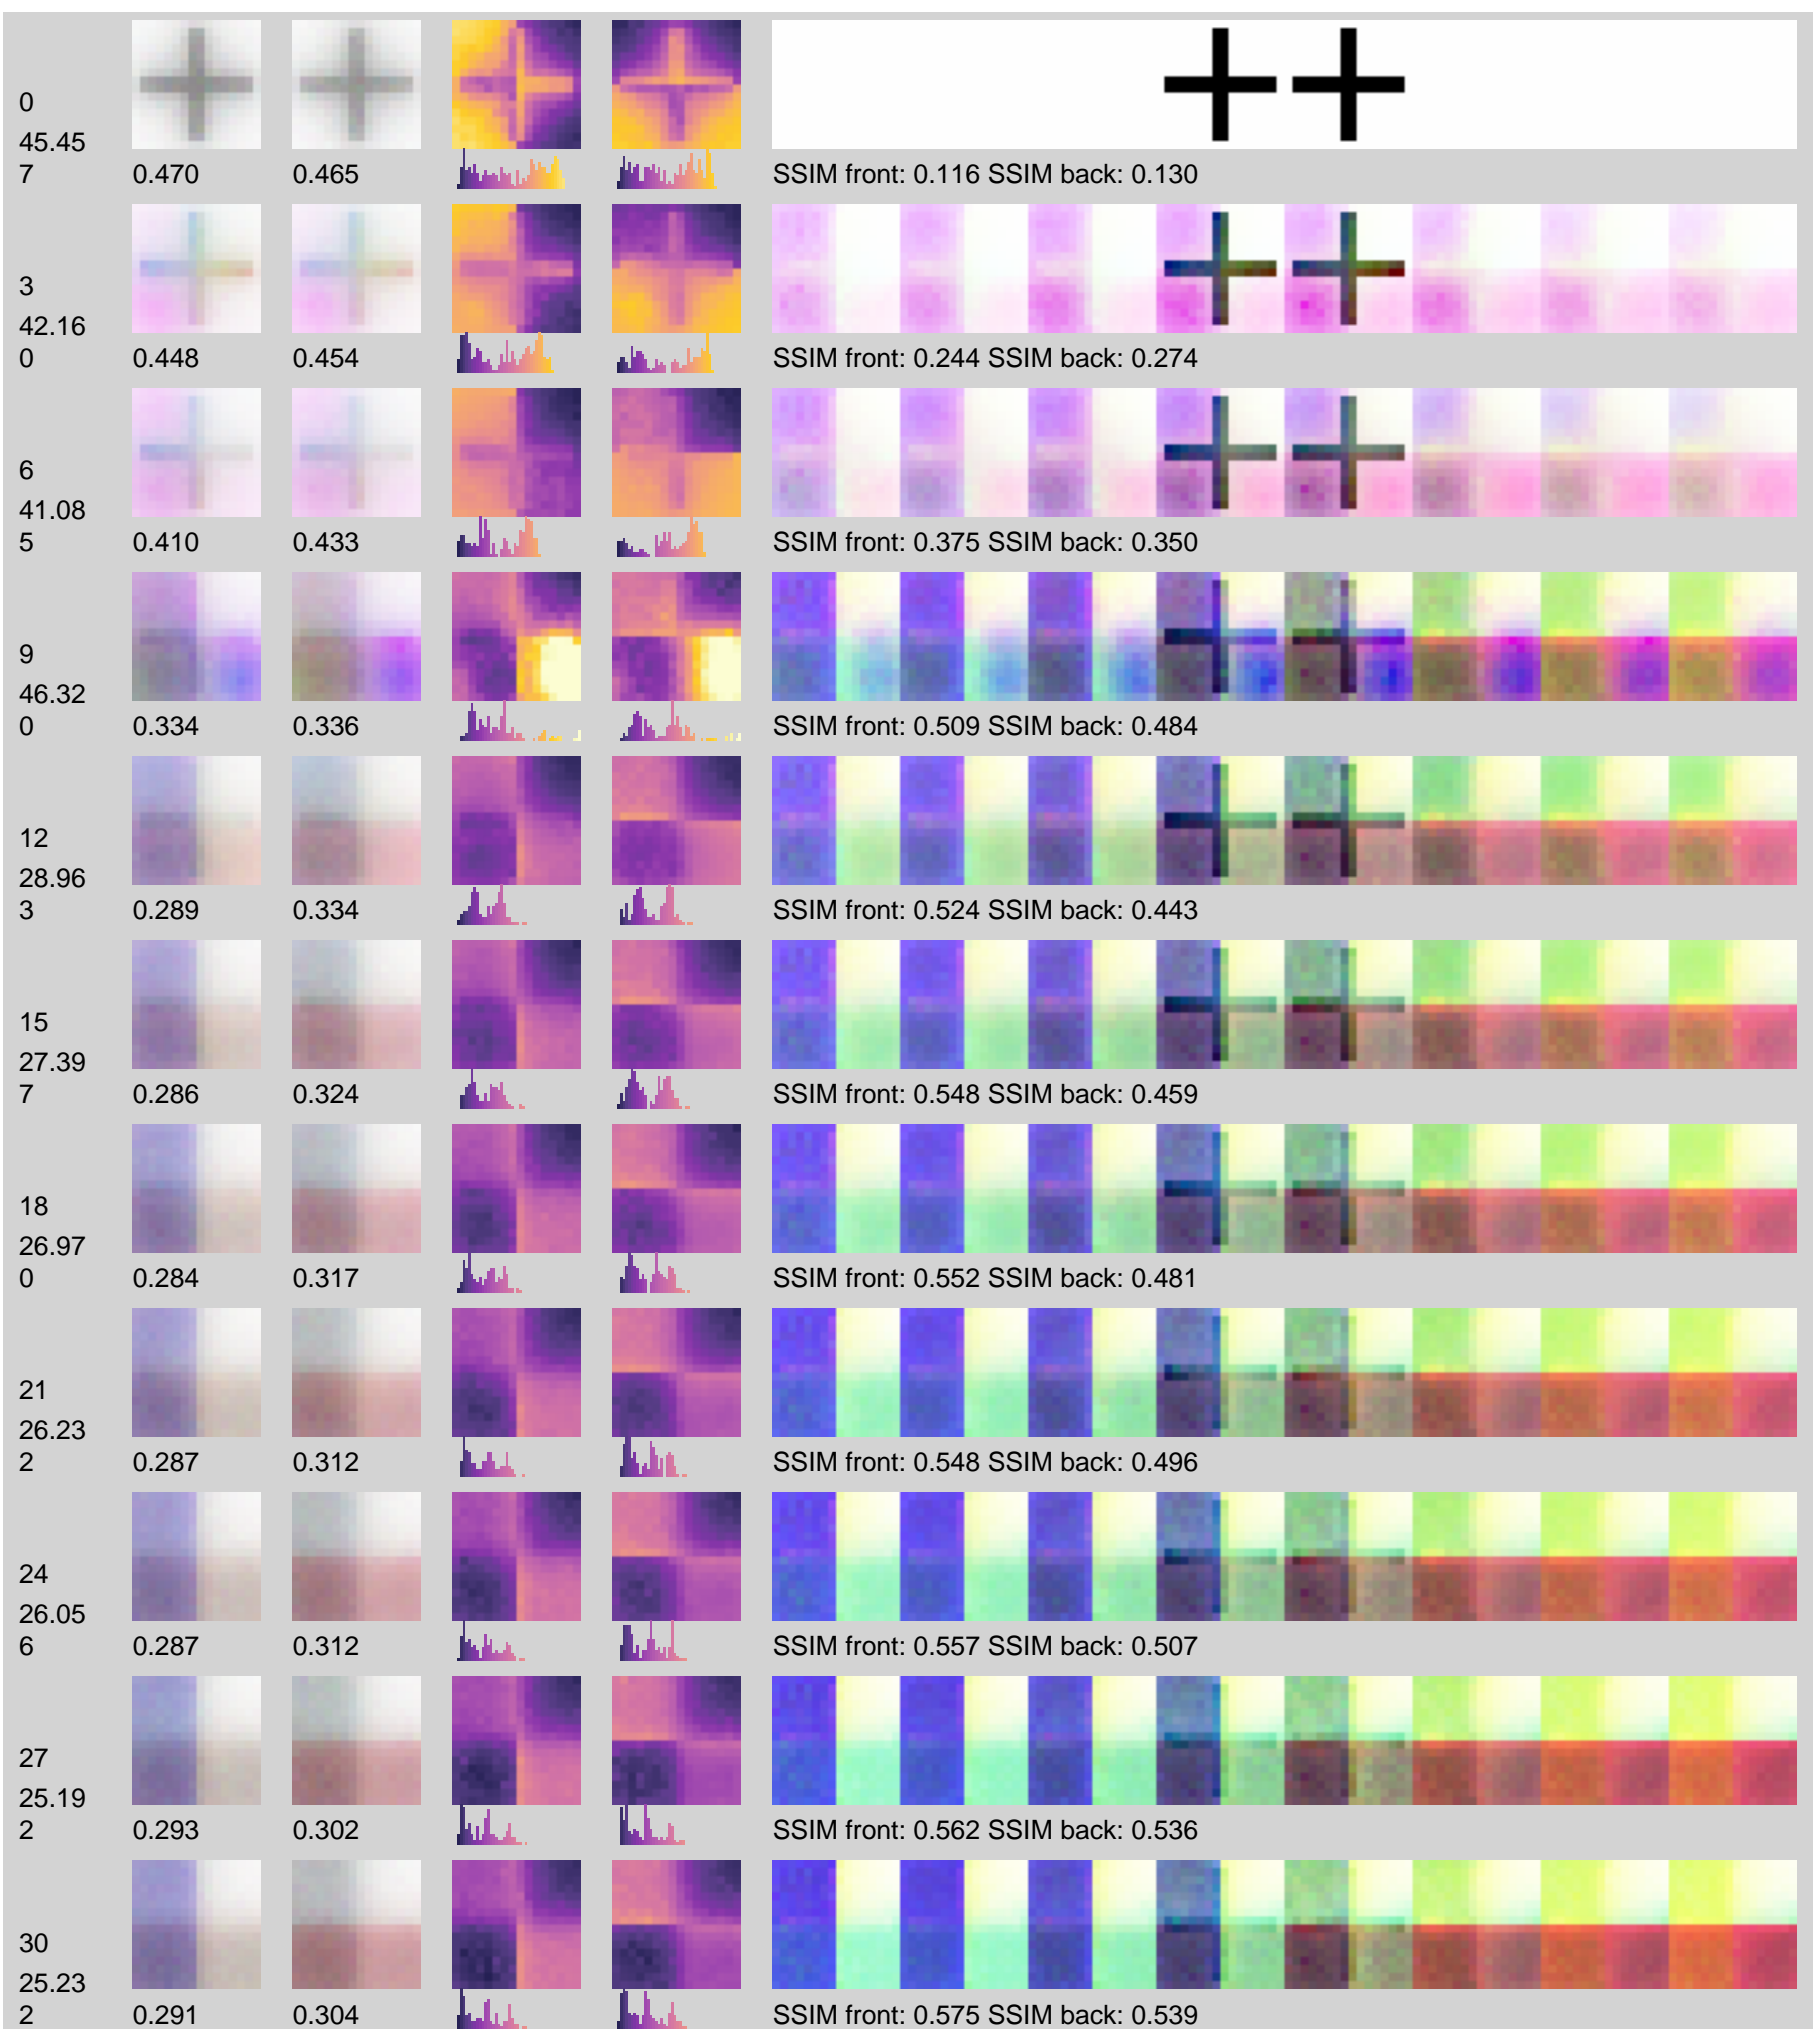 0
45.45
7 0.470 0.465 SSIM front: 0.116 SSIM back: 0.130
3
42.16
0 0.448 0.454 SSIM front: 0.244 SSIM back: 0.274
6
41.08
5 0.410 0.433 SSIM front: 0.375 SSIM back: 0.350
9
46.32
0 0.334 0.336 SSIM front: 0.509 SSIM back: 0.484
12
28.96
3 0.289 0.334 SSIM front: 0.524 SSIM back: 0.443
15
27.39
7 0.286 0.324 SSIM front: 0.548 SSIM back: 0.459
18
26.97
0 0.284 0.317 SSIM front: 0.552 SSIM back: 0.481
21
26.23
2 0.287 0.312 SSIM front: 0.548 SSIM back: 0.496
24
26.05
6 0.287 0.312 SSIM front: 0.557 SSIM back: 0.507
27
25.19
2 0.293 0.302 SSIM front: 0.562 SSIM back: 0.536
30
25.23
2 0.291 0.304 SSIM front: 0.575 SSIM back: 0.539